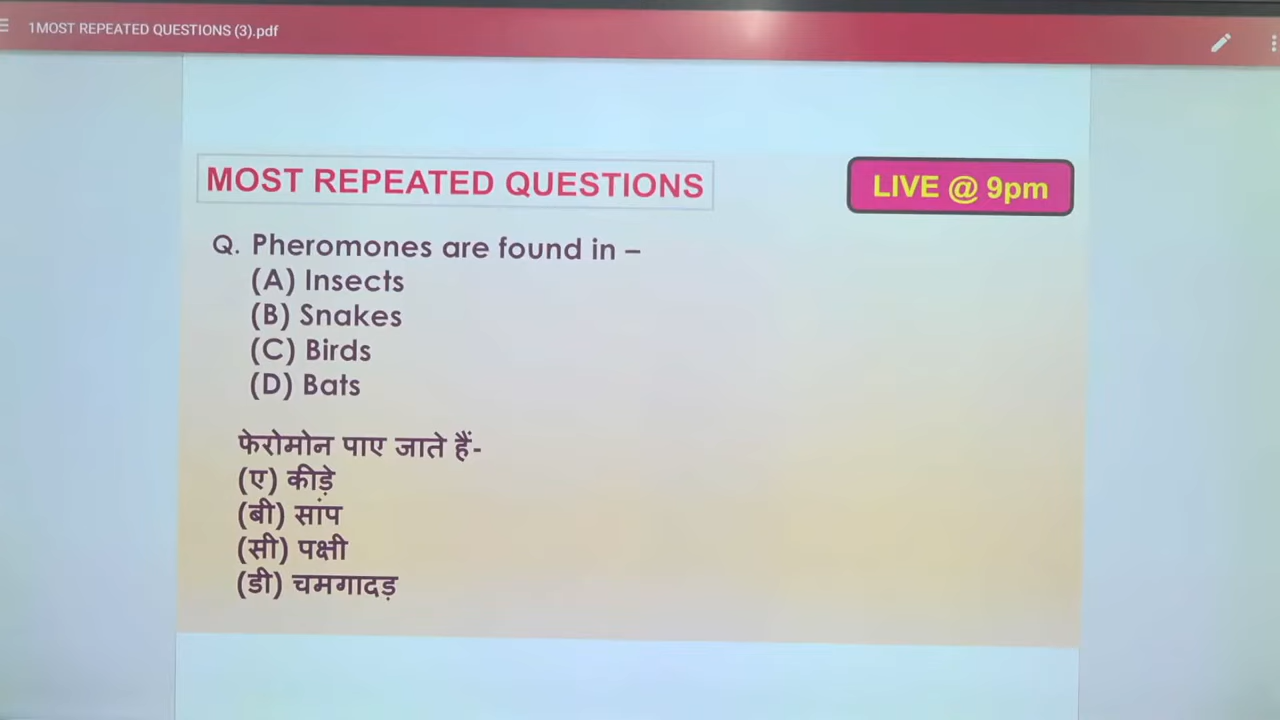 1MOST REPEATED QUESTIONS (3).pdf
MOST REPEATED QUESTIONS
LIVE @ 9pm
Q. Pheromones are found in –
(A) Insects
(B) Snakes
(C) Birds
(D) Bats
फेरोमोन पाए जाते हैं-
(ए) कीड़े
(बी) सांप
(सी) पक्षी
(डी) चमगादड़